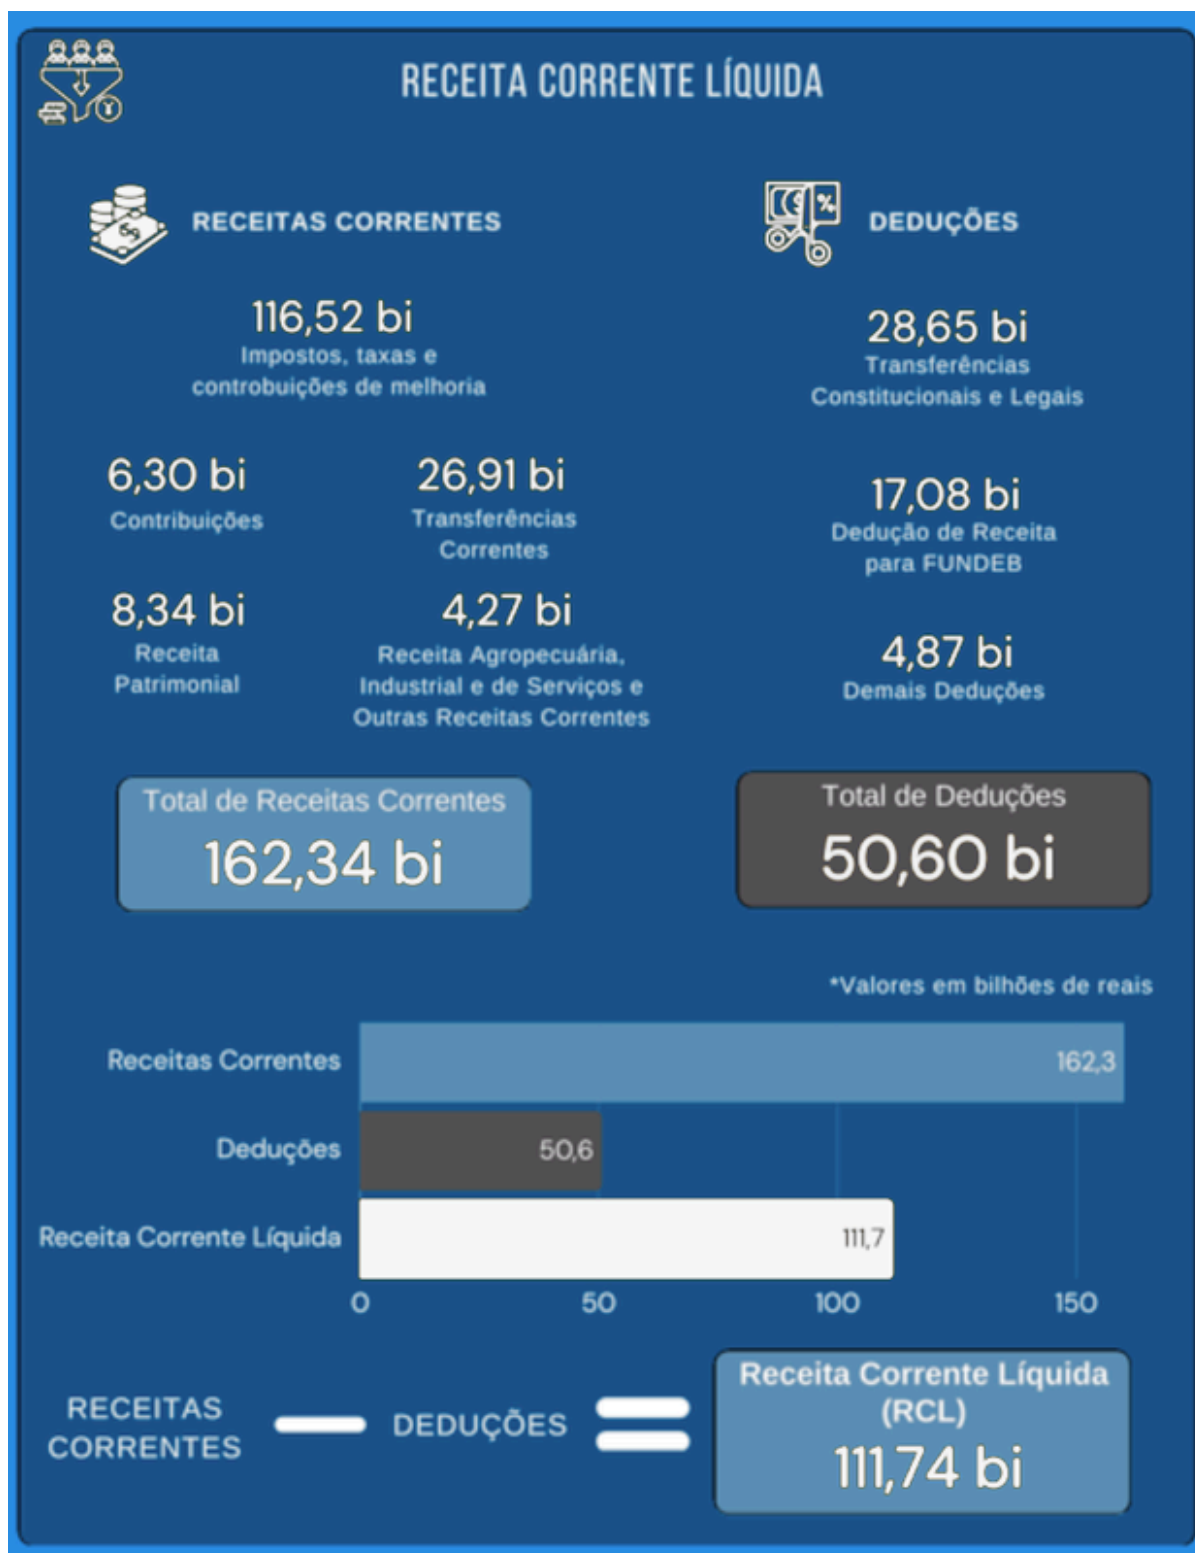 RECEITA CORRENTE LÍQUIDA
RECEITAS CORRENTES
116,52 bi
Impostos, taxas e
controbuições de melhoria
6,30 bi
Contribuições
26,91 bi
Transferências
Correntes
8,34 bi
Receita
Patrimonial
4,27 bi
Receita Agropecuária,
Industrial e de Serviços e
Outras Receitas Correntes
Total de Receitas Correntes
162,34 bi
DEDUÇÕES
28,65 bi
Transferências
Constitucionais e Legais
17,08 bi
Dedução de Receita
para FUNDEB
4,87 bi
Demais Deduções
Total de Deduções
50,60 bi
*Valores em bilhões de reais
Receitas Correntes
162,3
Deduções
50,6
Receita Corrente Líquida
111,7
0 50 100 150
RECEITAS
CORRENTES
DEDUÇÕES
Receita Corrente Líquida
(RCL)
111,74 bi